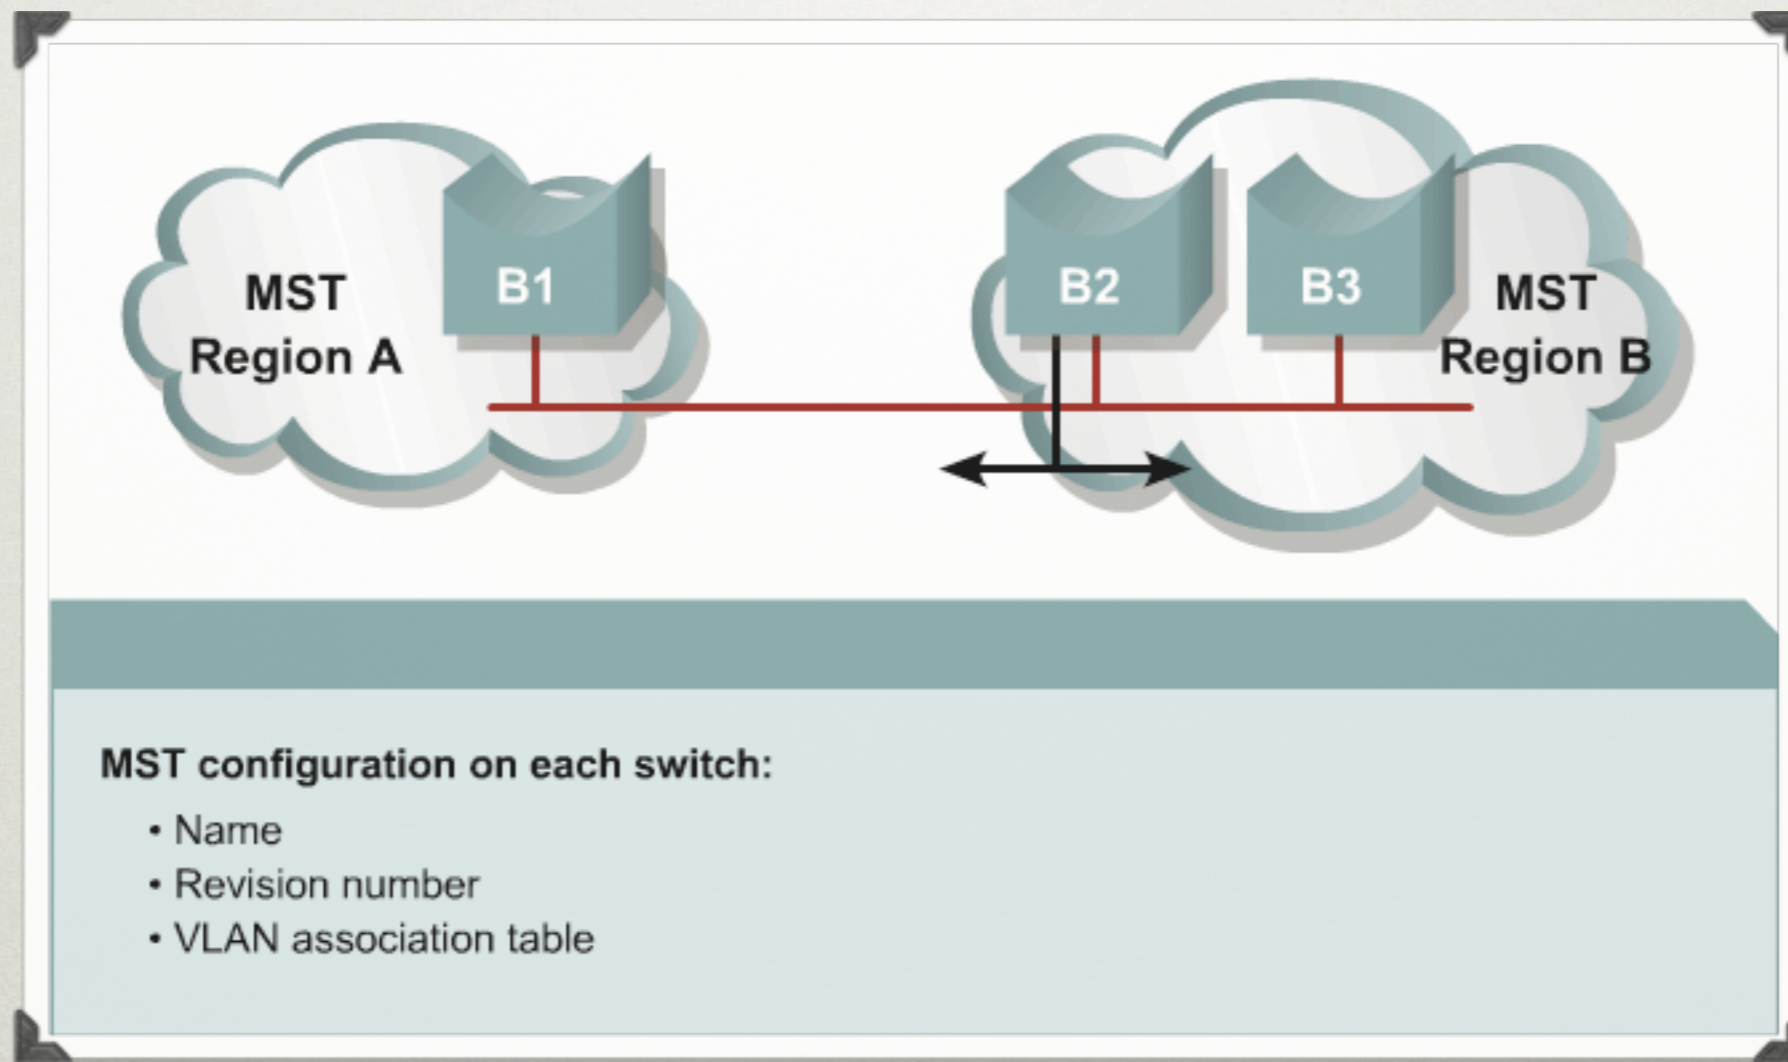 MST
Region A
B1
B2
B3
MST
Region B
MST configuration on each switch:
• Name
• Revision number
• VLAN association table